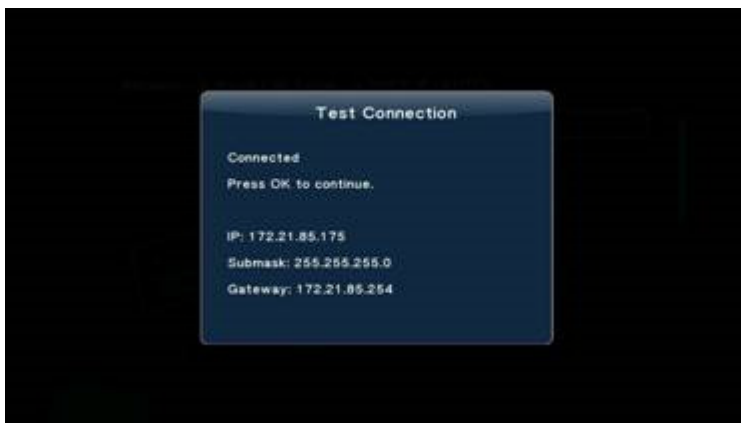 Test Connection
Connected
Press OK to continue.
IP: 172.21.85.175
Submask: 255.255.255.0
Gateway: 172.21.85.254